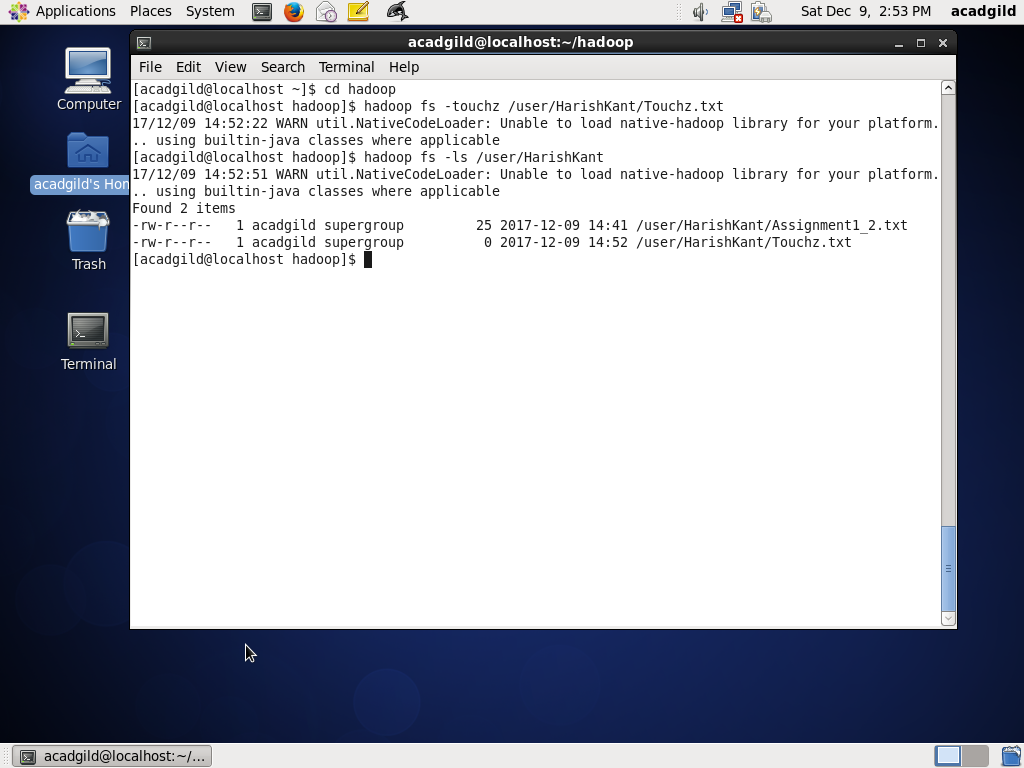 Applications Places System
Sat Dec 9, 2:53 PM acadgild
acadgild@localhost:~/hadoop
File Edit View Search Terminal Help
[acadgild@localhost ~]$ cd hadoop
[acadgild@localhost hadoop]$ hadoop fs -touchz /user/HarishKant/Touchz.txt
17/12/09 14:52:22 WARN util.NativeCodeLoader: Unable to load native-hadoop library for your platform.
.. using builtin-java classes where applicable
[acadgild@localhost hadoop]$ hadoop fs -ls /user/HarishKant
17/12/09 14:52:51 WARN util.NativeCodeLoader: Unable to load native-hadoop library for your platform.
.. using builtin-java classes where applicable
Found 2 items
-rw-r--r--   1 acadgild supergroup         25 2017-12-09 14:41 /user/HarishKant/Assignment1_2.txt
-rw-r--r--   1 acadgild supergroup          0 2017-12-09 14:52 /user/HarishKant/Touchz.txt
[acadgild@localhost hadoop]$
Computer
acadgild's Hom
Trash
Terminal
acadgild@localhost:~/...